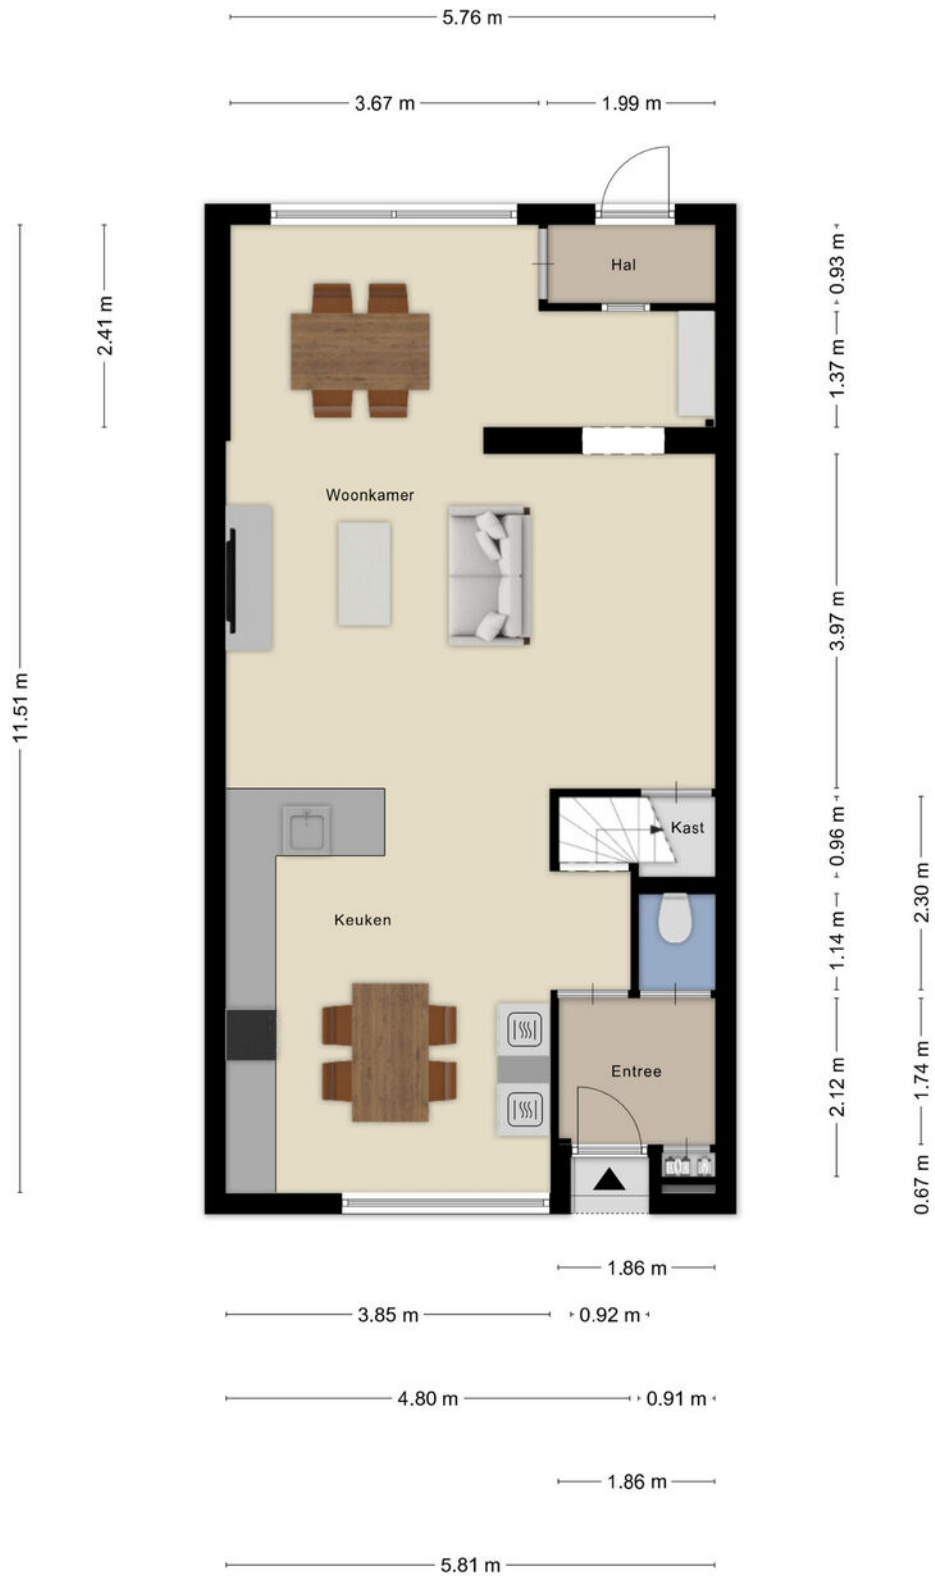 5.76 m
3.67 m
1.99 m
Hal
0.93 m
2.41 m
1.37 m
Woonkamer
3.97 m
11.51 m
Kast
0.96 m
2.30 m
Keuken
1.14 m
Entree
2.12 m
1.74 m
0.67 m
1.86 m
3.85 m
0.92 m
4.80 m
0.91 m
1.86 m
5.81 m